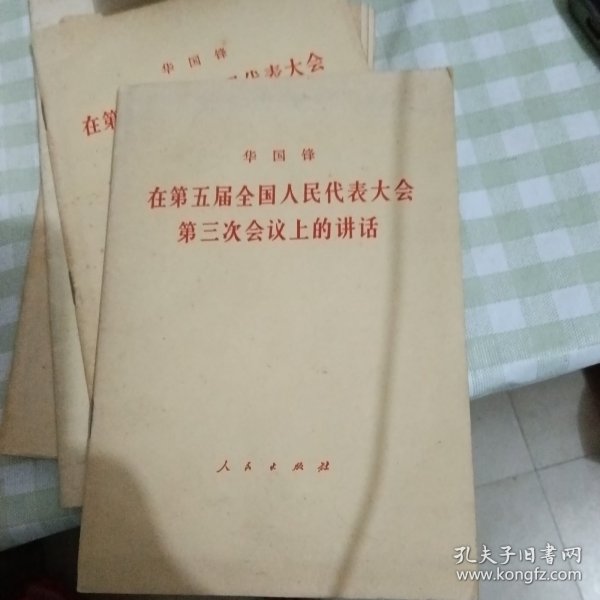 华国锋
在第
代表大会
华国锋
在第五届全国人民代表大会
第三次会议上的讲话
人民出版社
孔夫子旧书网
www.kongfz.com